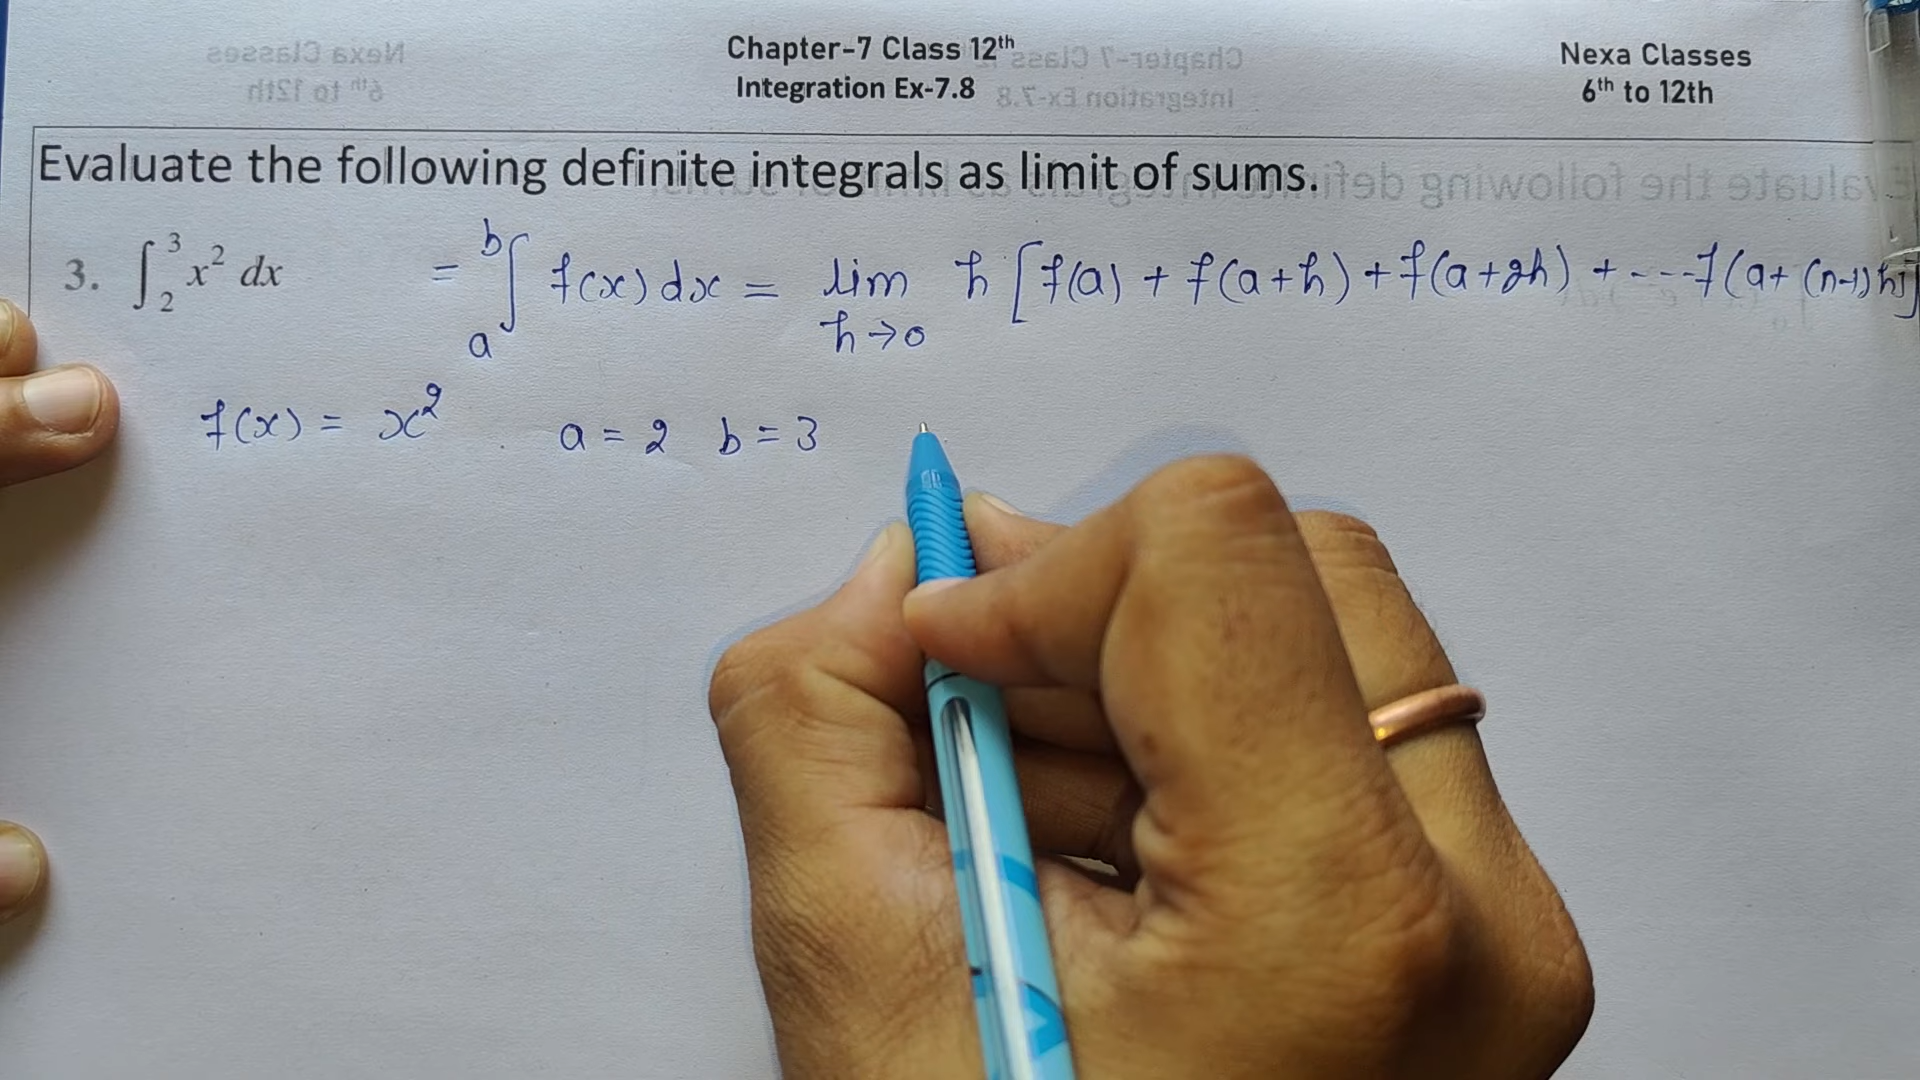 Chapter-7 Class 12th
Integration Ex-7.8
Nexa Classes
6th to 12th
Evaluate the following definite integrals as limit of sums.
3. ∫₂³ x² dx = ₐ∫ᵇ f(x) dx = lim h→0 h [f(a) + f(a+h) + f(a+2h) + --- f(a+(n-1)h)]
f(x) = x² a = 2 b = 3